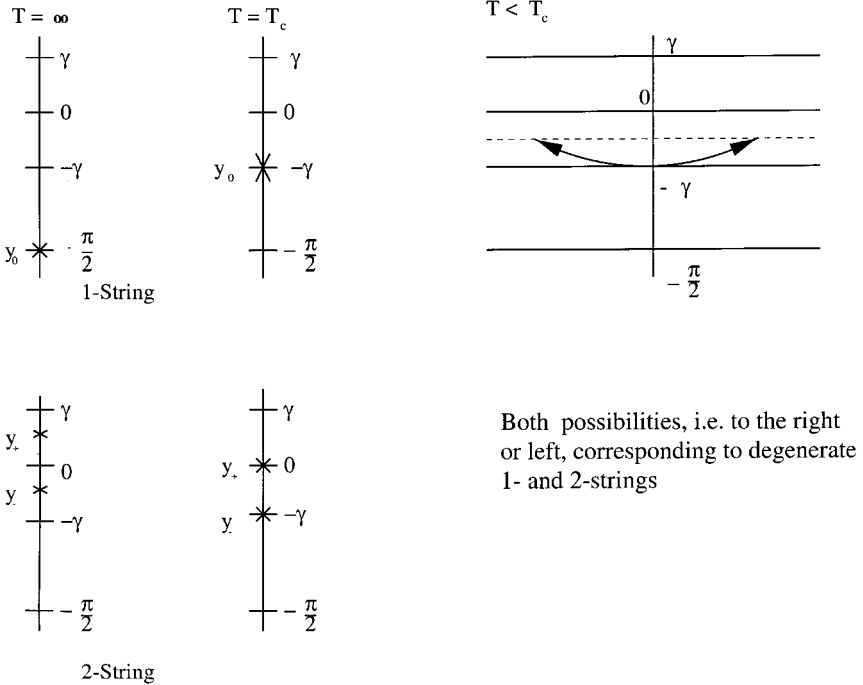 T = ∞
γ
0
−γ
y₀
π
2
1-String
T = T_c
γ
0
y₀
−γ
− π
2
T < T_c
γ
0
- γ
− π
2
γ
y₊
0
y₋
−γ
− π
2
2-String
γ
y₊
0
y₋
−γ
− π
2
Both possibilities, i.e. to the right
or left, corresponding to degenerate
1- and 2-strings